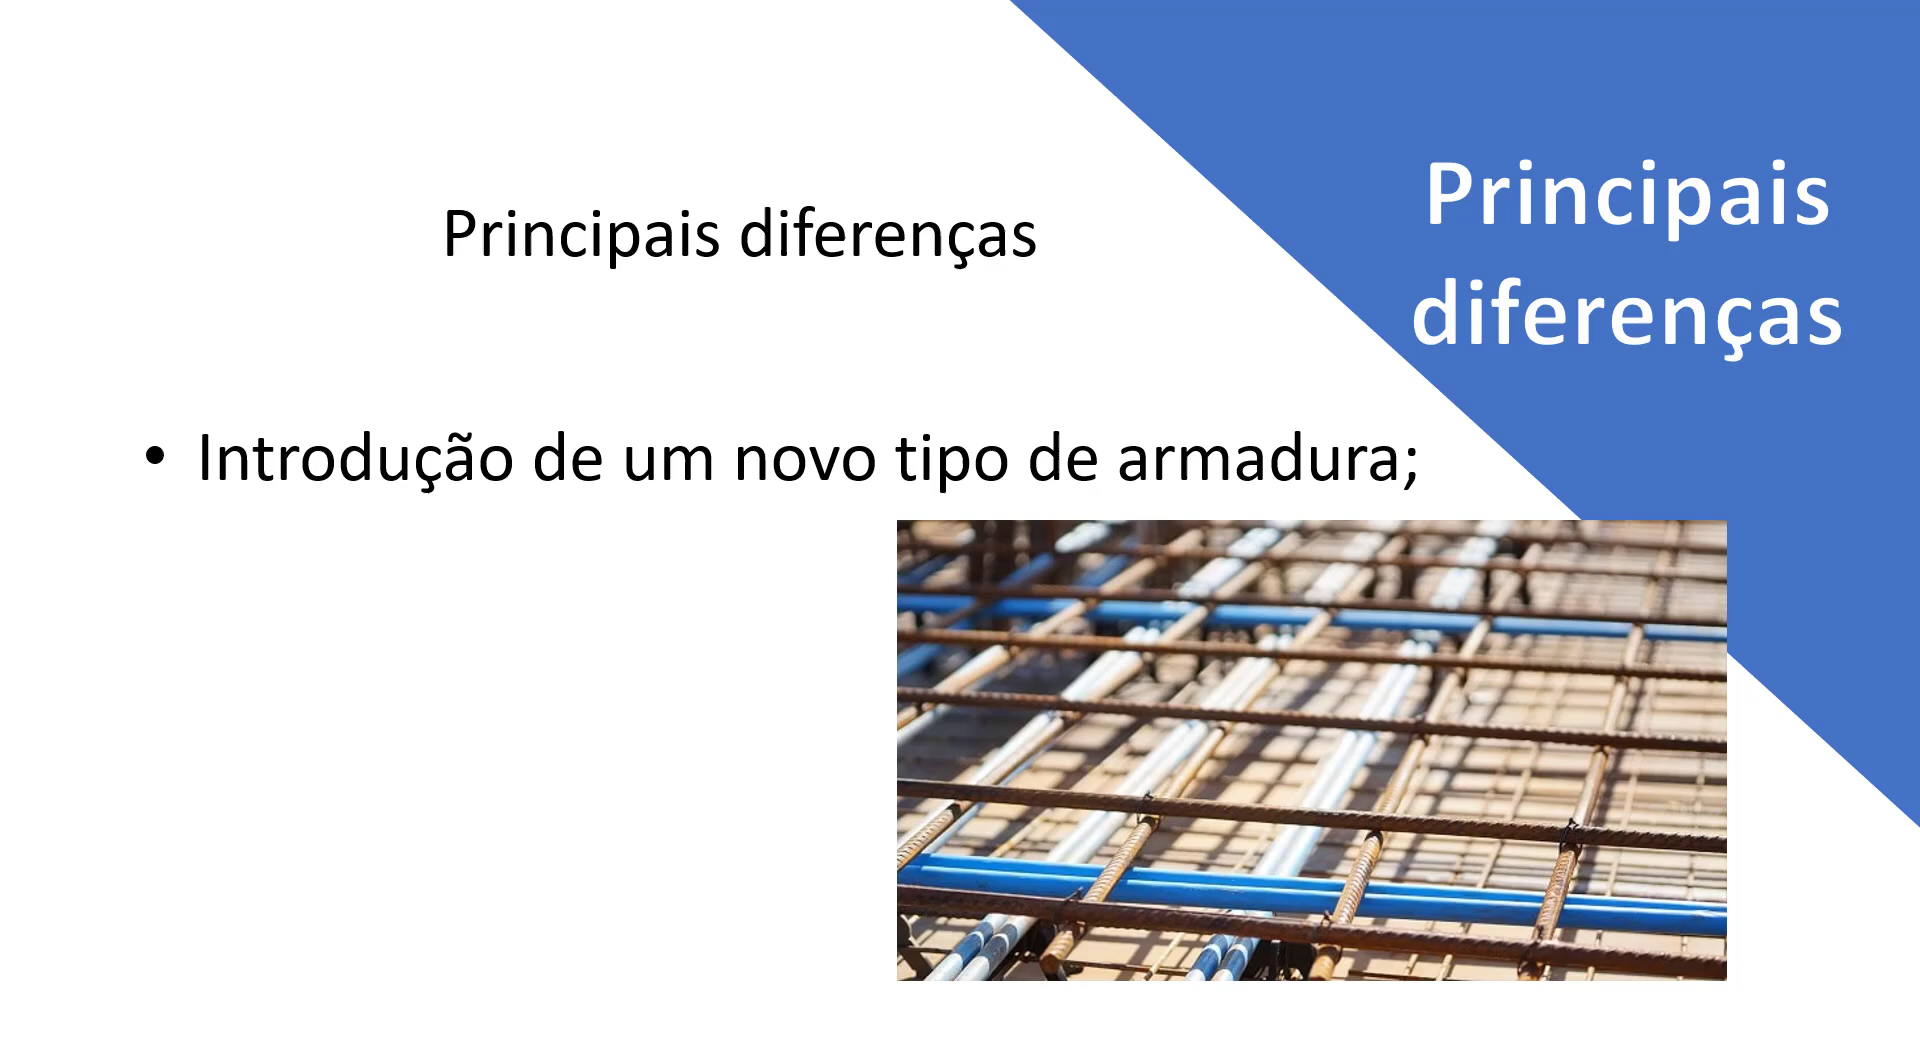 Principais
diferenças
Principais diferenças
• Introdução de um novo tipo de armadura;